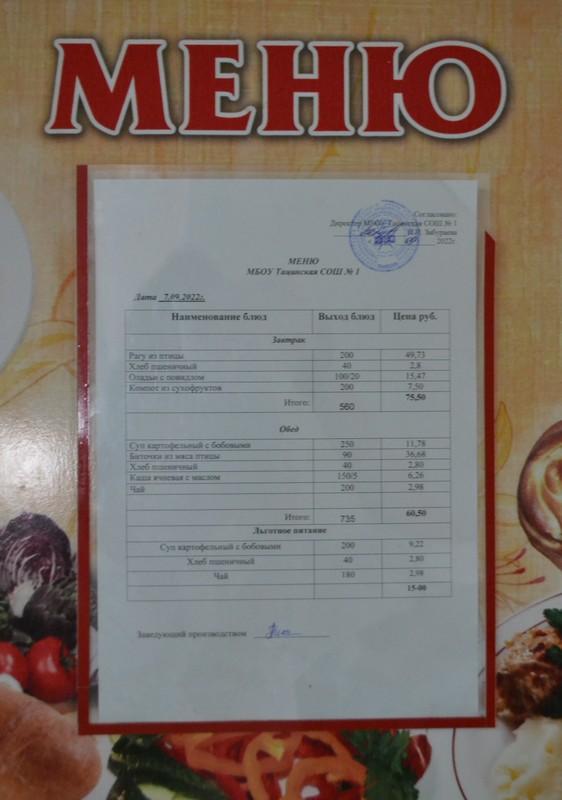 МЕНЮ
Согласовано:
Директор МБОУ Тацинская СОШ № 1
Забураева
2022г.
МЕНЮ
МБОУ Тацинская СОШ № 1
Дата 7.09.2022г.
Наименование блюд Выход блюд Цена руб.
Завтрак
Рагу из птицы 200 49,73
Хлеб пшеничный 40 2,8
Оладьи с повидлом 100/20 15,47
Компот из сухофруктов 200 7,50
Итого: 560 75,50
Обед
Суп картофельный с бобовыми 250 11,78
Биточки из мяса птицы 90 36,68
Хлеб пшеничный 40 2,80
Каша ячневая с маслом 150/5 6,26
Чай 200 2,98
Итого: 735 60,50
Льготное питание
Суп картофельный с бобовыми 200 9,22
Хлеб пшеничный 40 2,80
Чай 180 2,98
15-00
Заведующий производством